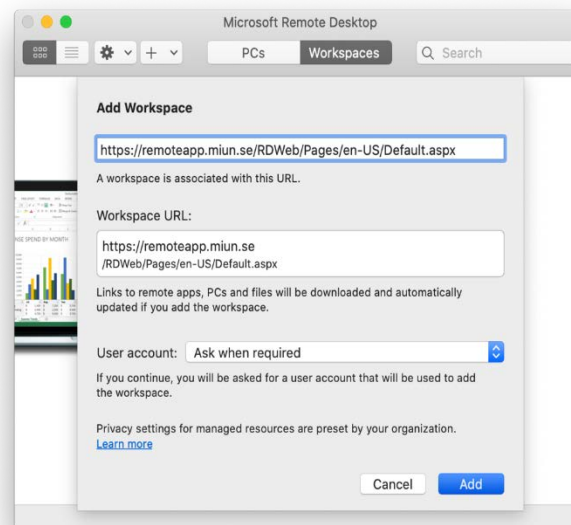 Microsoft Remote Desktop
PCs
Workspaces
Search
Add Workspace
https://remoteapp.miun.se/RDWeb/Pages/en-US/Default.aspx
A workspace is associated with this URL.
Workspace URL:
https://remoteapp.miun.se
/RDWeb/Pages/en-US/Default.aspx
Links to remote apps, PCs and files will be downloaded and automatically
updated if you add the workspace.
User account: Ask when required
If you continue, you will be asked for a user account that will be used to add
the workspace.
Privacy settings for managed resources are preset by your organization.
Learn more
Cancel
Add
SPEND BY MONTH